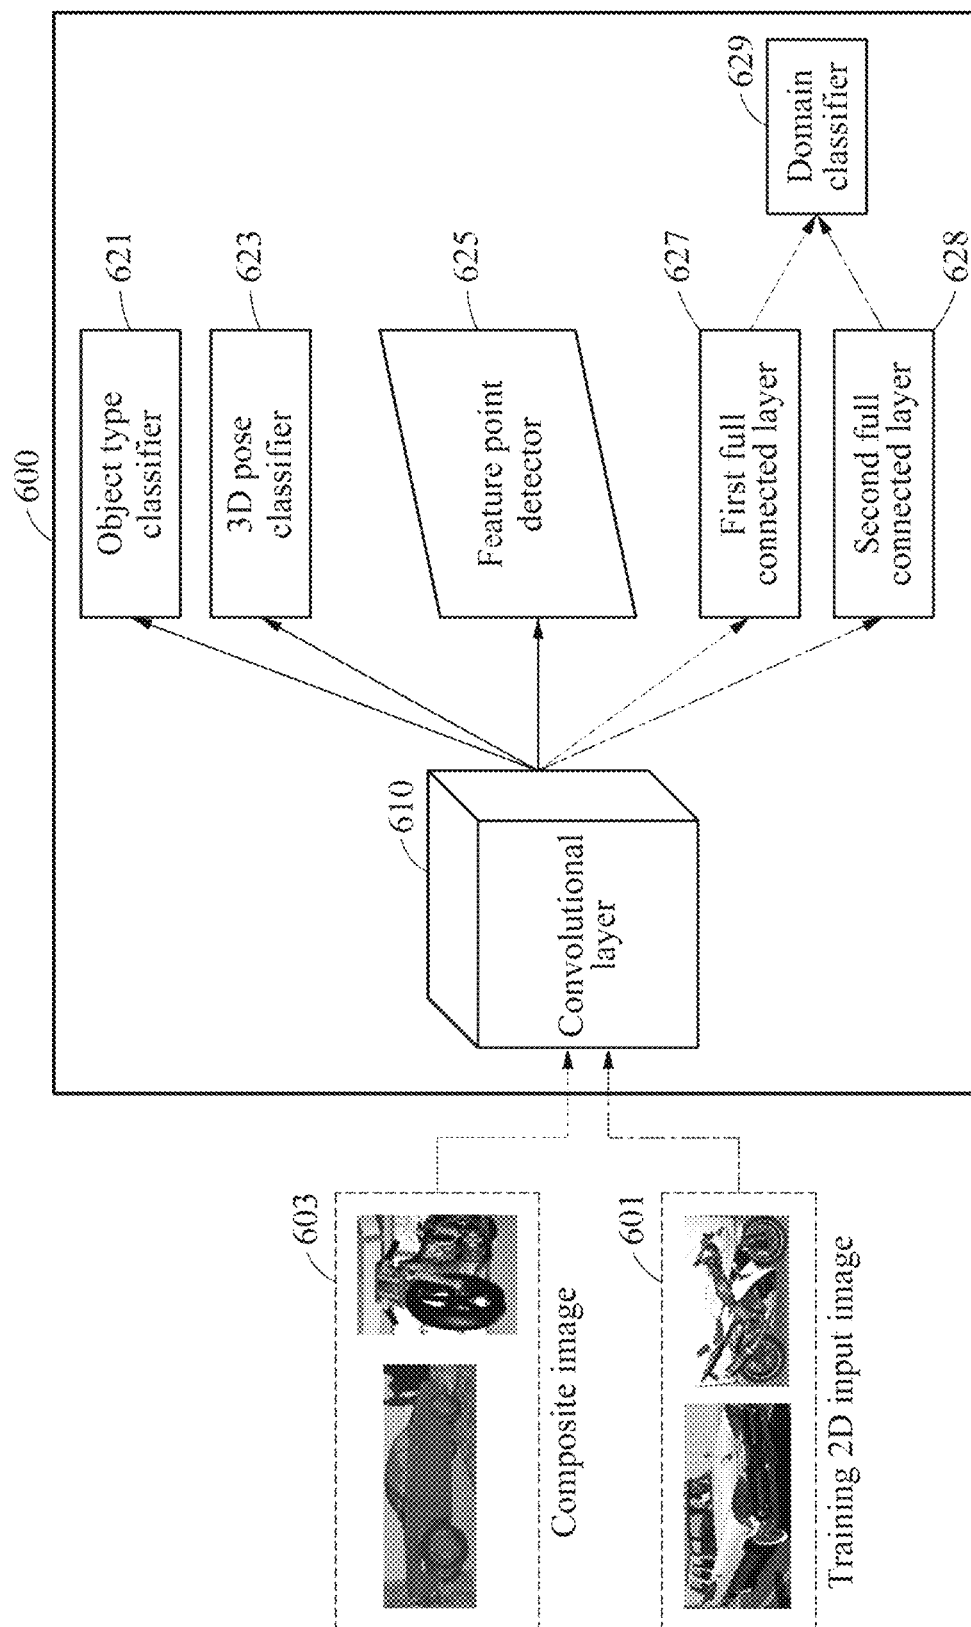 600
603
Composite image
601
Training 2D input image
610
Convolutional
layer
621
Object type
classifier
623
3D pose
classifier
625
Feature point
detector
627
First full
connected layer
628
Second full
connected layer
629
Domain
classifier